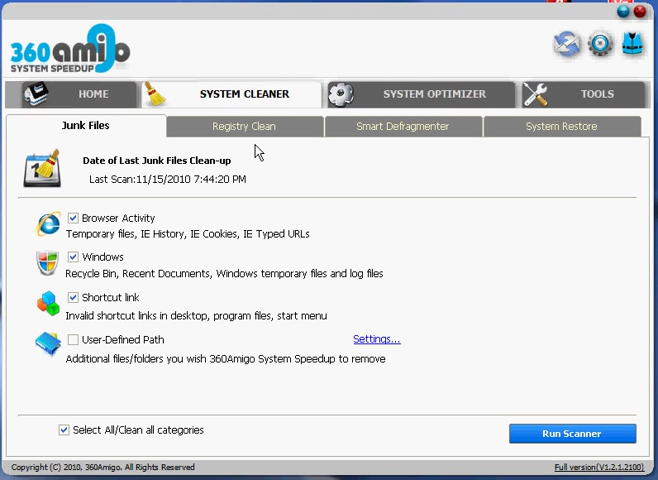 360amigo
SYSTEM SPEEDUP
HOME
SYSTEM CLEANER
SYSTEM OPTIMIZER
TOOLS
Junk Files
Registry Clean
Smart Defragmenter
System Restore
Date of Last Junk Files Clean-up
Last Scan:11/15/2010 7:44:20 PM
Browser Activity
Temporary files, IE History, IE Cookies, IE Typed URLs
Windows
Recycle Bin, Recent Documents, Windows temporary files and log files
Shortcut link
Invalid shortcut links in desktop, program files, start menu
User-Defined Path
Settings...
Additional files/folders you wish 360Amigo System Speedup to remove
Select All/Clean all categories
Run Scanner
Copyright (C) 2010, 360Amigo. All Rights Reserved
Full version(V1.2.1.2100)